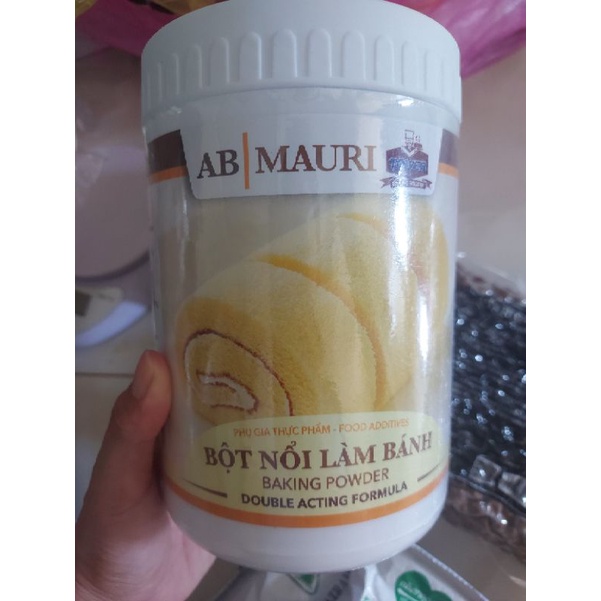 AB | MAURI
PHỤ GIA THỰC PHẨM - FOOD ADDITIVES
BỘT NỔI LÀM BÁNH
BAKING POWDER
DOUBLE ACTING FORMULA